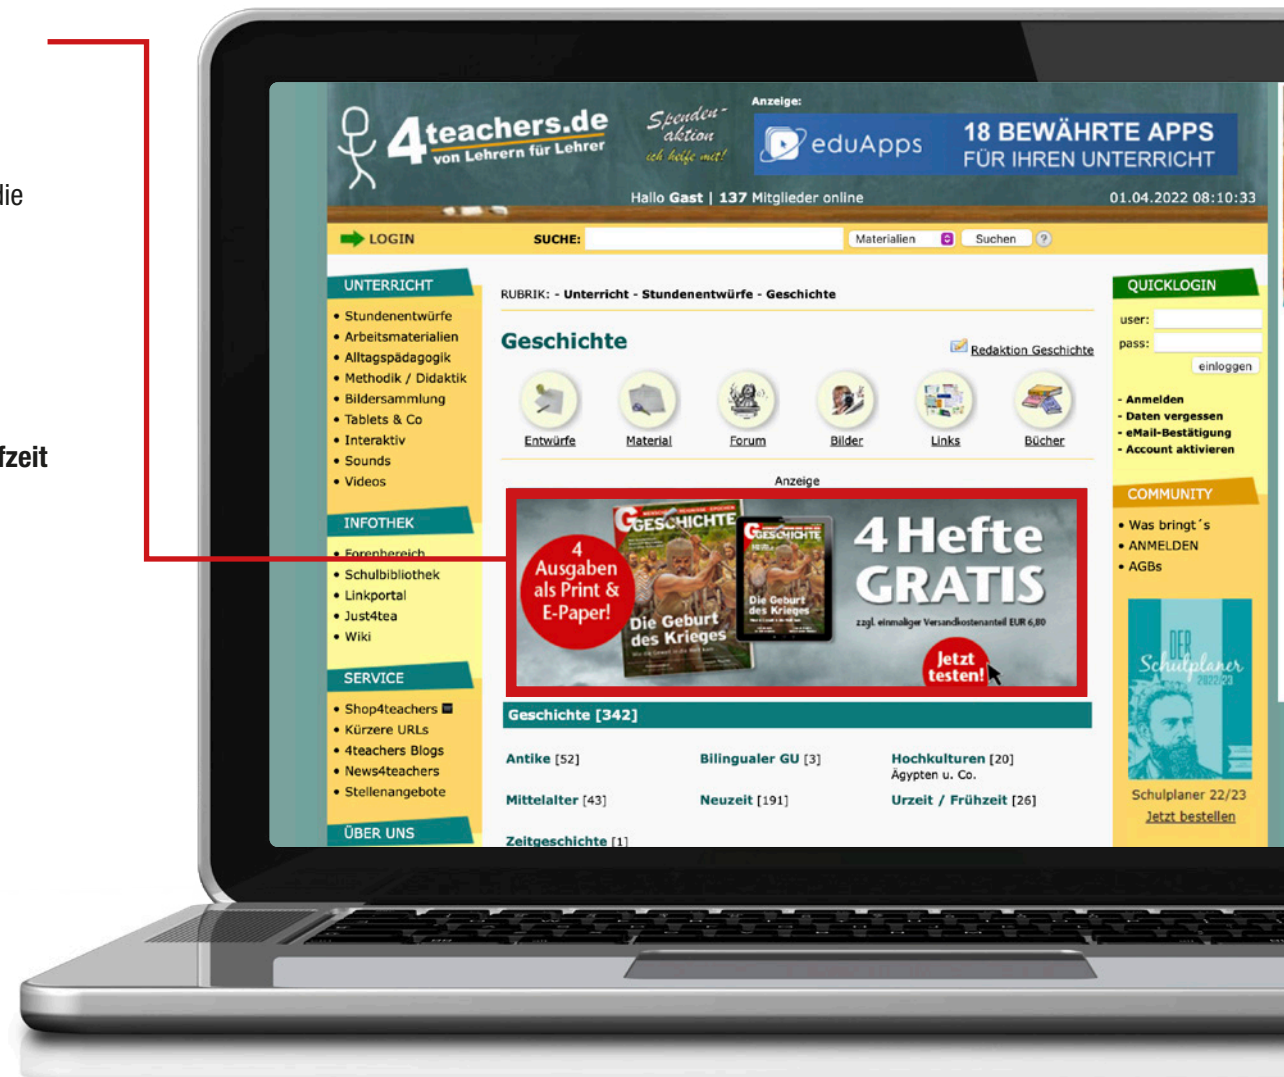 die
fzeit
4teachers.de
von Lehrern für Lehrer
Spenden-
aktion
ich helfe mit!
Anzeige:
eduApps
18 BEWÄHRTE APPS
FÜR IHREN UNTERRICHT
Hallo Gast | 137 Mitglieder online
01.04.2022 08:10:33
LOGIN
SUCHE:
Materialien
Suchen
?
UNTERRICHT
• Stundenentwürfe
• Arbeitsmaterialien
• Alltagspädagogik
• Methodik / Didaktik
• Bildersammlung
• Tablets & Co
• Interaktiv
• Sounds
• Videos
INFOTHEK
• Forenbereich
• Schulbibliothek
• Linkportal
• Just4tea
• Wiki
SERVICE
• Shop4teachers
• Kürzere URLs
• 4teachers Blogs
• News4teachers
• Stellenangebote
ÜBER UNS
RUBRIK: - Unterricht - Stundenentwürfe - Geschichte
Geschichte
Redaktion Geschichte
Entwürfe
Material
Forum
Bilder
Links
Bücher
Anzeige
4
Ausgaben
als Print &
E-Paper!
GESCHICHTE
Die Geburt
des Krieges
GESCHICHTE
Die Geburt
des Krieges
4 Hefte
GRATIS
zzgl. einmaliger Versandkostenanteil EUR 6,80
Jetzt
testen!
Geschichte [342]
Antike [52]
Bilingualer GU [3]
Hochkulturen [20]
Ägypten u. Co.
Mittelalter [43]
Neuzeit [191]
Urzeit / Frühzeit [26]
Zeitgeschichte [1]
QUICKLOGIN
user:
pass:
einloggen
- Anmelden
- Daten vergessen
- eMail-Bestätigung
- Account aktivieren
COMMUNITY
• Was bringt´s
• ANMELDEN
• AGBs
DER
Schulplaner
2022/23
Schulplaner 22/23
Jetzt bestellen